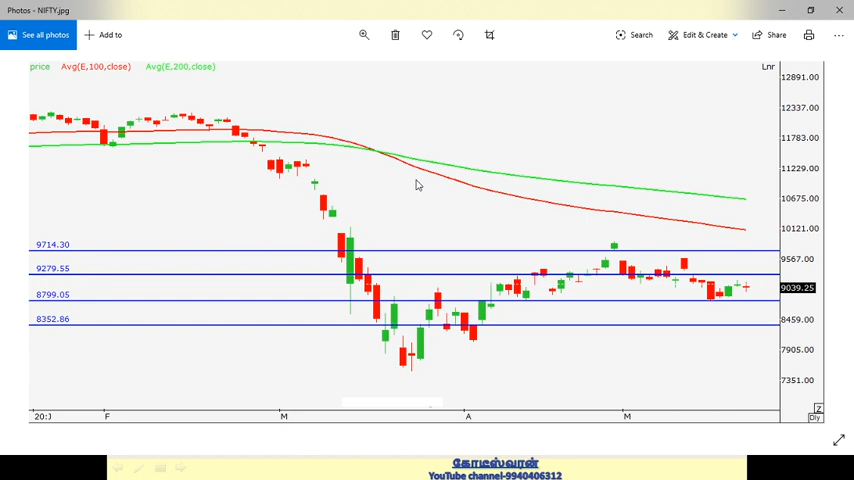 Photos - NIFTY.jpg
See all photos
Add to
Search
Edit & Create
Share
price Avg(E,100,close) Avg(E,200,close)
Lnr
12891.00
12337.00
11783.00
11229.00
10675.00
10121.00
9714.30
9567.00
9279.55
9039.25
8799.05
8459.00
8352.86
7905.00
7351.00
Z
20:J F M A M
Dly
YouTube channel-9940406312